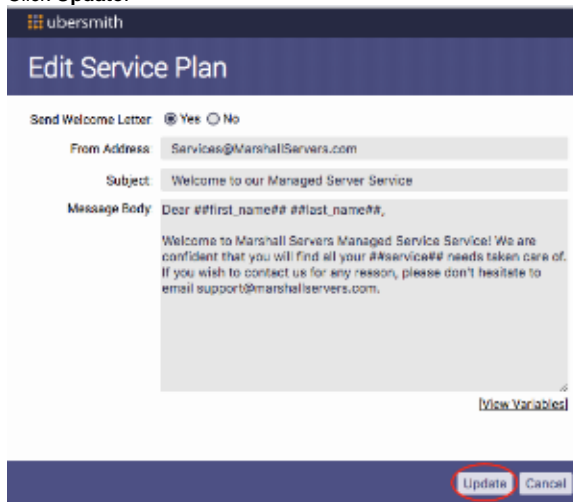 Click Update.
ubersmith
Edit Service Plan
Send Welcome Letter Yes No
From Address Services@MarshallServers.com
Subject Welcome to our Managed Server Service
Message Body Dear ##first_name## ##last_name##,
Welcome to Marshall Servers Managed Service Service! We are
confident that you will find all your ##service## needs taken care of.
If you wish to contact us for any reason, please don't hesitate to
email support@marshallservers.com.
[View Variables]
Update Cancel